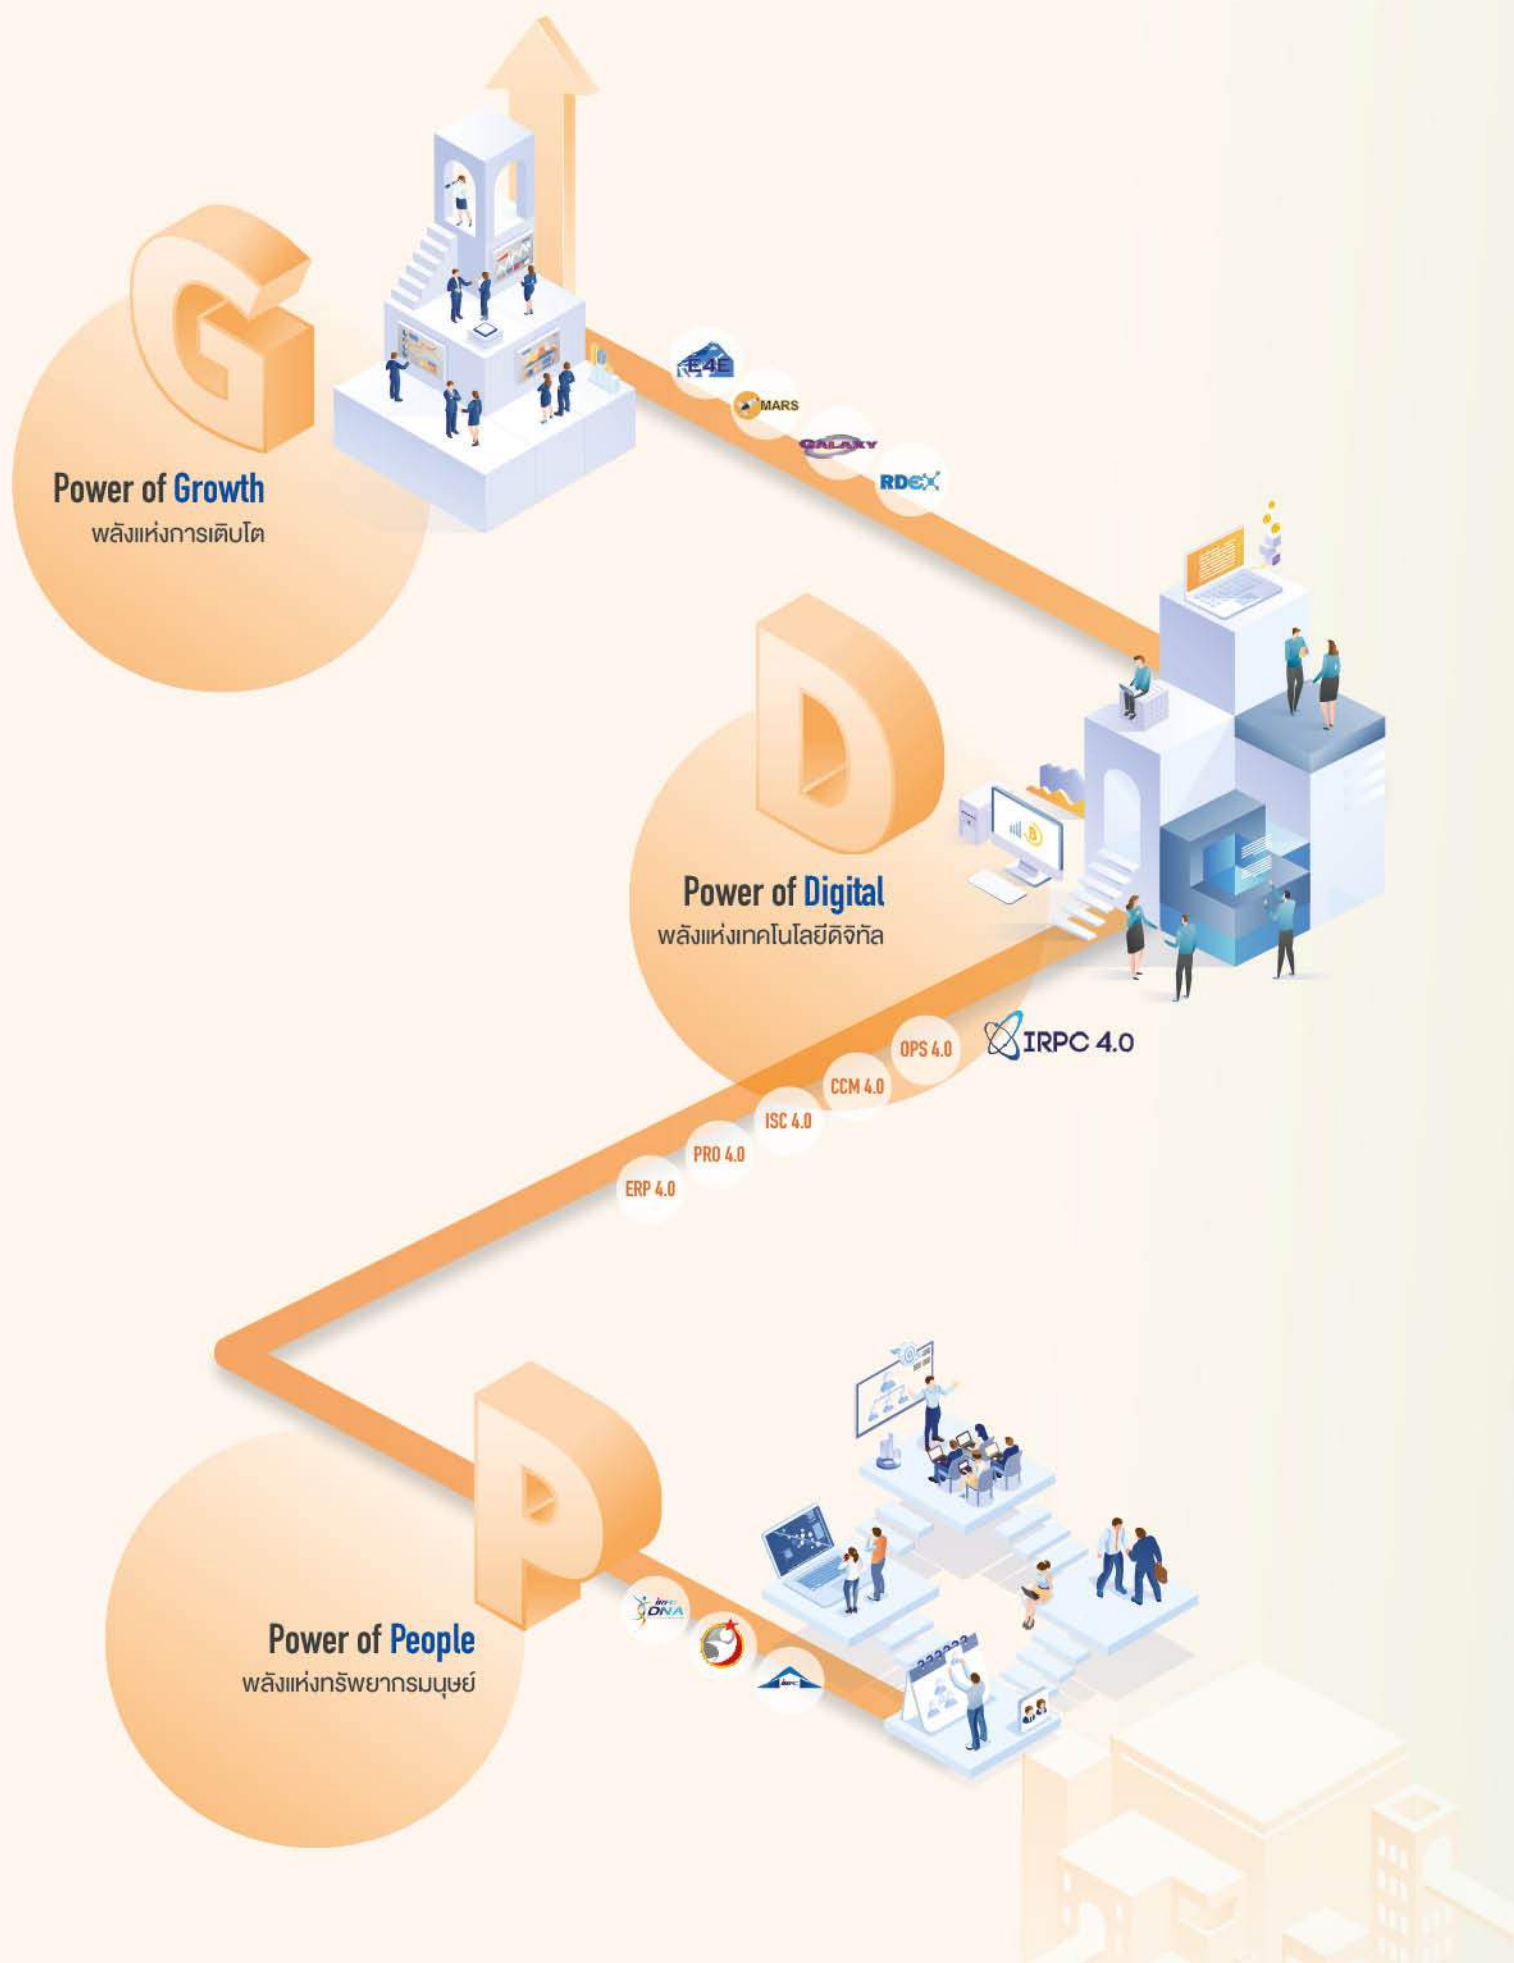 G
E4E
MARS
GALAXY
RDEX
Power of Growth
พลังแห่งการเติบโต
D
Power of Digital
พลังแห่งเทคโนโลยีดิจิทัล
IRPC 4.0
OPS 4.0
CCM 4.0
ISC 4.0
PRO 4.0
ERP 4.0
P
IRPC
DNA
Power of People
พลังแห่งทรัพยากรมนุษย์
IRPC